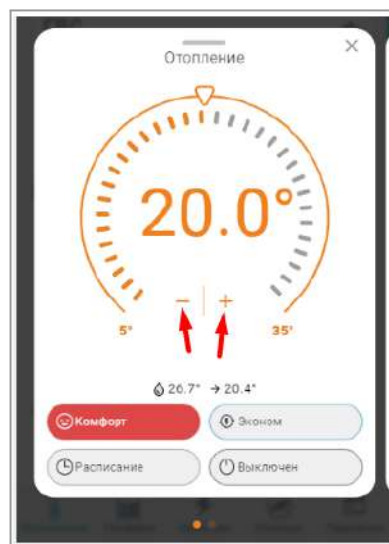 Отопление
20.0°
− +
5° 35°
26.7° → 20.4°
Комфорт Эконом
Расписание Выключен